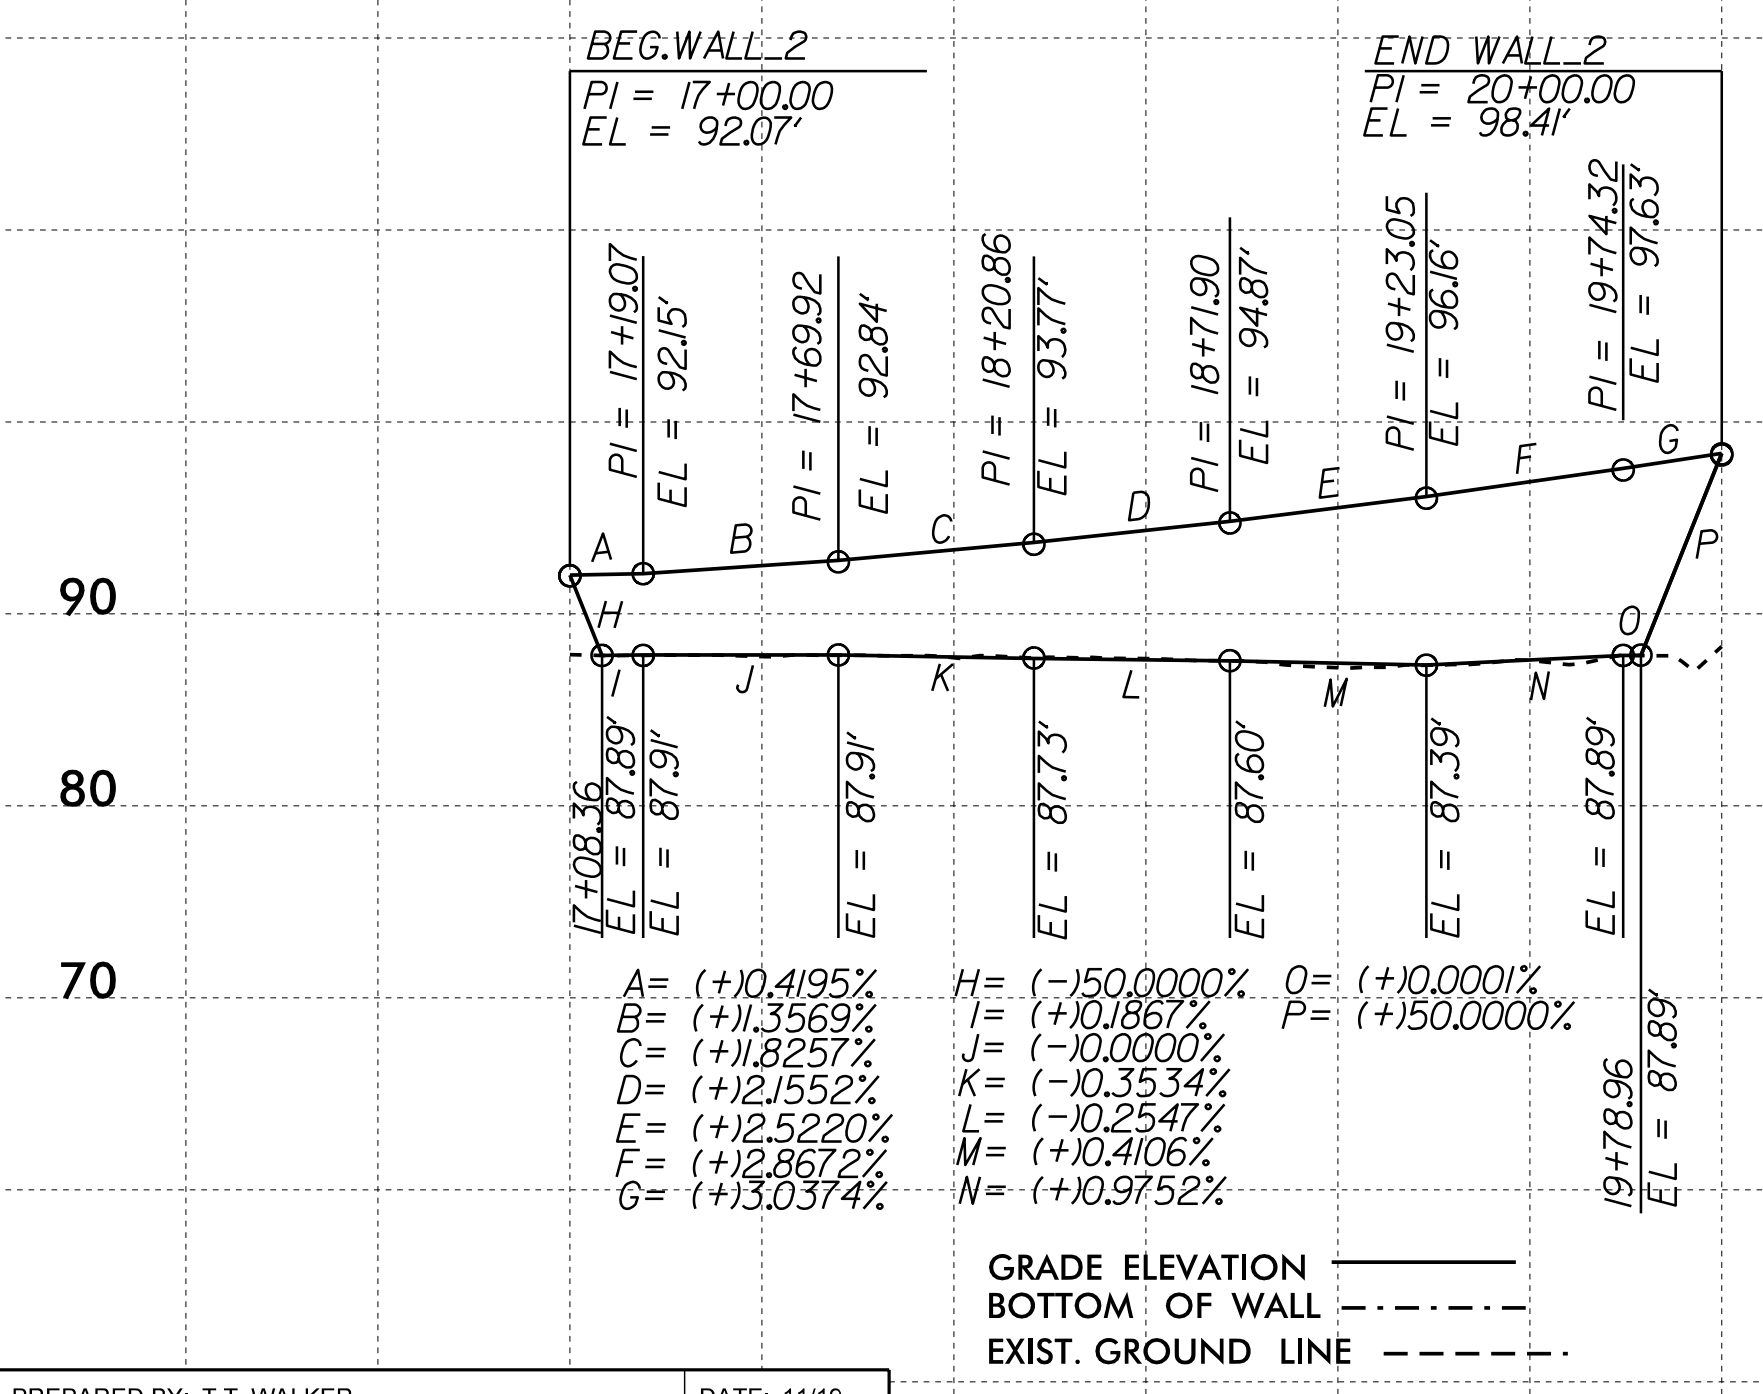 BEG. WALL_2
PI = 17+00.00
EL = 92.07'
END WALL_2
PI = 20+00.00
EL = 98.41'
PI = 17+19.07
EL = 92.15'
PI = 17+69.92
EL = 92.84'
PI = 18+20.86
EL = 93.77'
PI = 18+71.90
EL = 94.87'
PI = 19+23.05
EL = 96.16'
PI = 19+74.32
EL = 97.63'
A
B
C
D
E
F
G
H
I
J
K
L
M
N
O
P
90
80
70
17+08.36
EL = 87.89'
EL = 87.91'
EL = 87.91'
EL = 87.73'
EL = 87.60'
EL = 87.39'
EL = 87.89'
19+78.96
EL = 87.89'
A= (+)0.4195%
B= (+)1.3569%
C= (+)1.8257%
D= (+)2.1552%
E= (+)2.5220%
F= (+)2.8672%
G= (+)3.0374%
H= (-)50.0000%
I= (+)0.1867%
J= (-)0.0000%
K= (-)0.3534%
L= (-)0.2547%
M= (+)0.4106%
N= (+)0.9752%
O= (+)0.0001%
P= (+)50.0000%
GRADE ELEVATION
BOTTOM OF WALL
EXIST. GROUND LINE
PREPARED BY: T.T. WALKER
DATE: 11/19